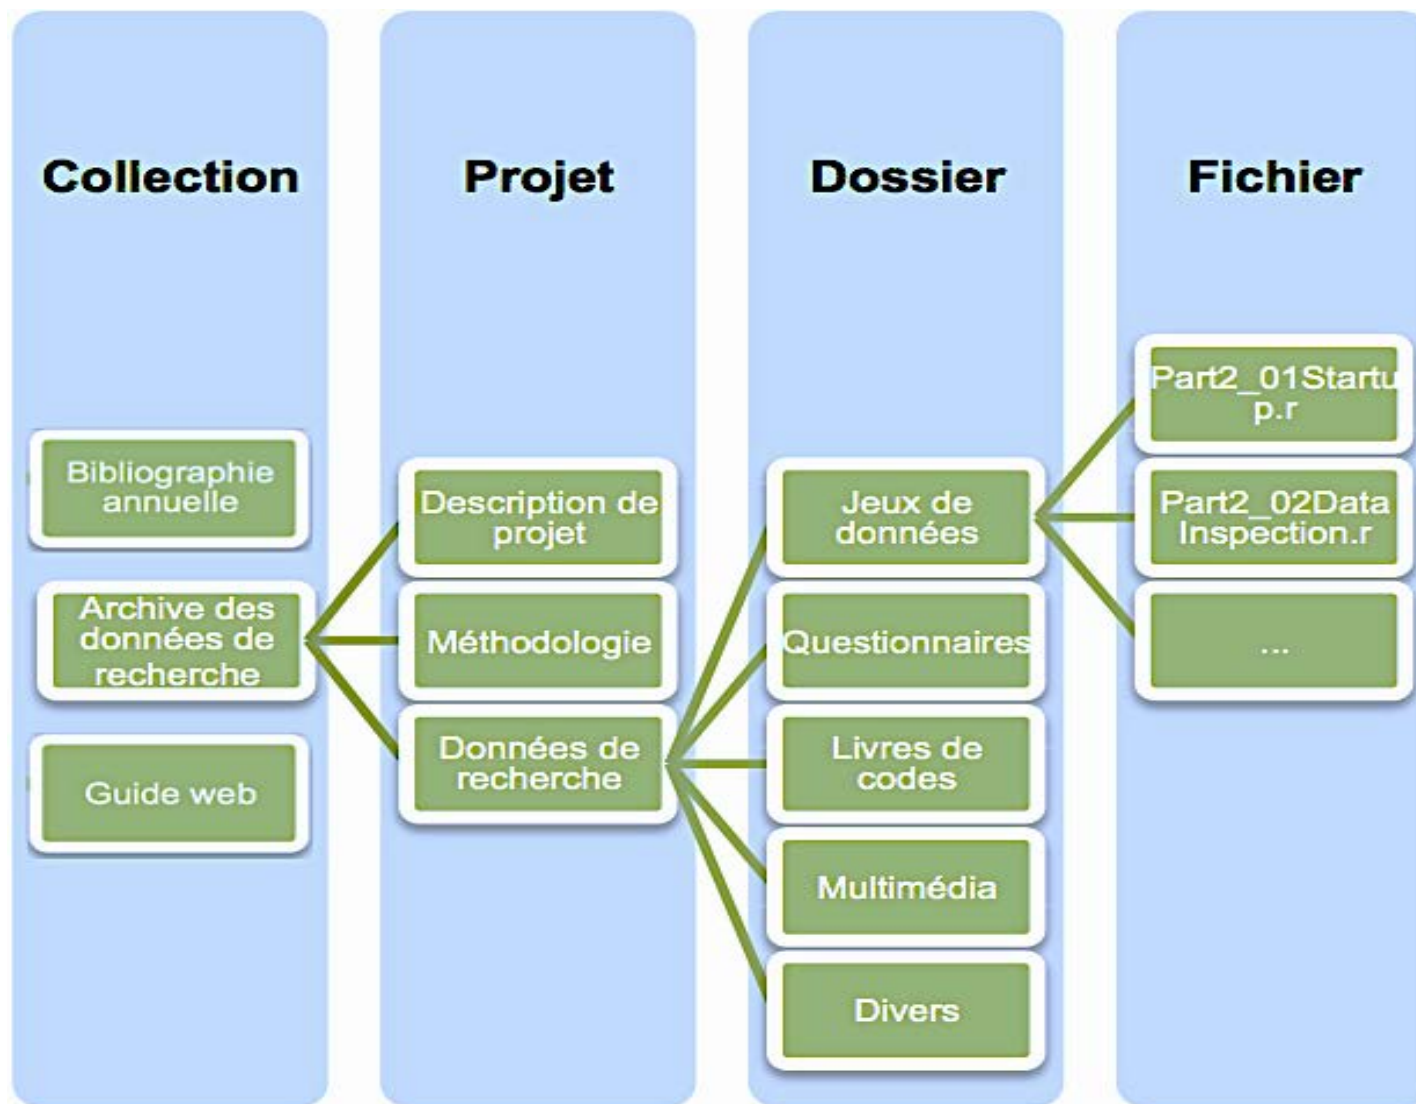 Collection
Projet
Dossier
Fichier
Bibliographie
annuelle
Archive des
données de
recherche
Guide web
Description de
projet
Méthodologie
Données de
recherche
Jeux de
données
Questionnaires
Livres de
codes
Multimédia
Divers
Part2_01Startu
p.r
Part2_02Data
Inspection.r
...